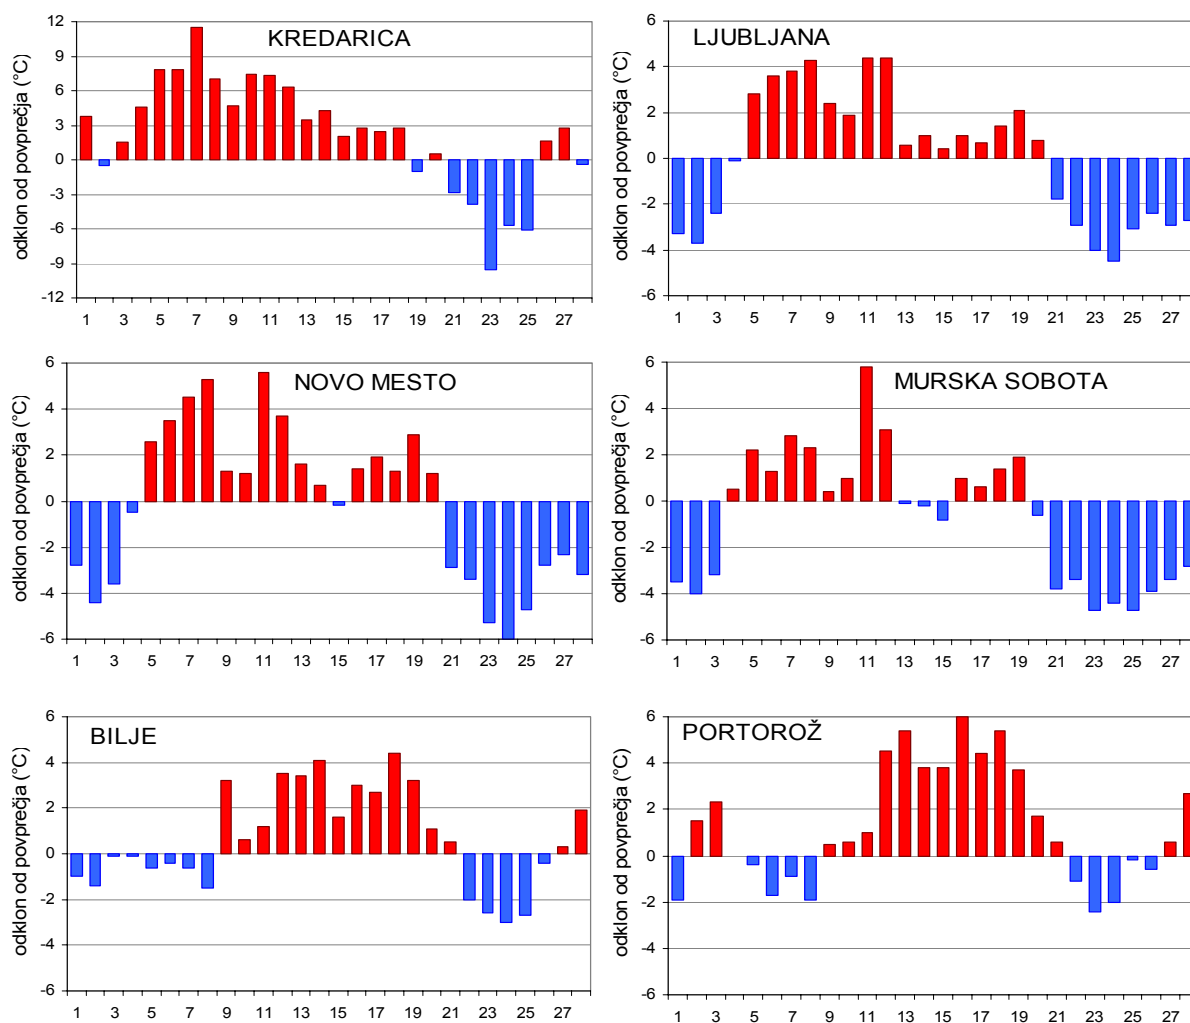 KREDARICA
odklon od povprečja (°C)
12
9
6
3
0
-3
-6
-9
-12
1 3 5 7 9 11 13 15 17 19 21 23 25 27
LJUBLJANA
odklon od povprečja (°C)
6
4
2
0
-2
-4
-6
1 3 5 7 9 11 13 15 17 19 21 23 25 27
NOVO MESTO
odklon od povprečja (°C)
6
4
2
0
-2
-4
-6
1 3 5 7 9 11 13 15 17 19 21 23 25 27
MURSKA SOBOTA
odklon od povprečja (°C)
6
4
2
0
-2
-4
-6
1 3 5 7 9 11 13 15 17 19 21 23 25 27
BILJE
odklon od povprečja (°C)
6
4
2
0
-2
-4
-6
1 3 5 7 9 11 13 15 17 19 21 23 25 27
PORTOROŽ
odklon od povprečja (°C)
6
4
2
0
-2
-4
-6
1 3 5 7 9 11 13 15 17 19 21 23 25 27